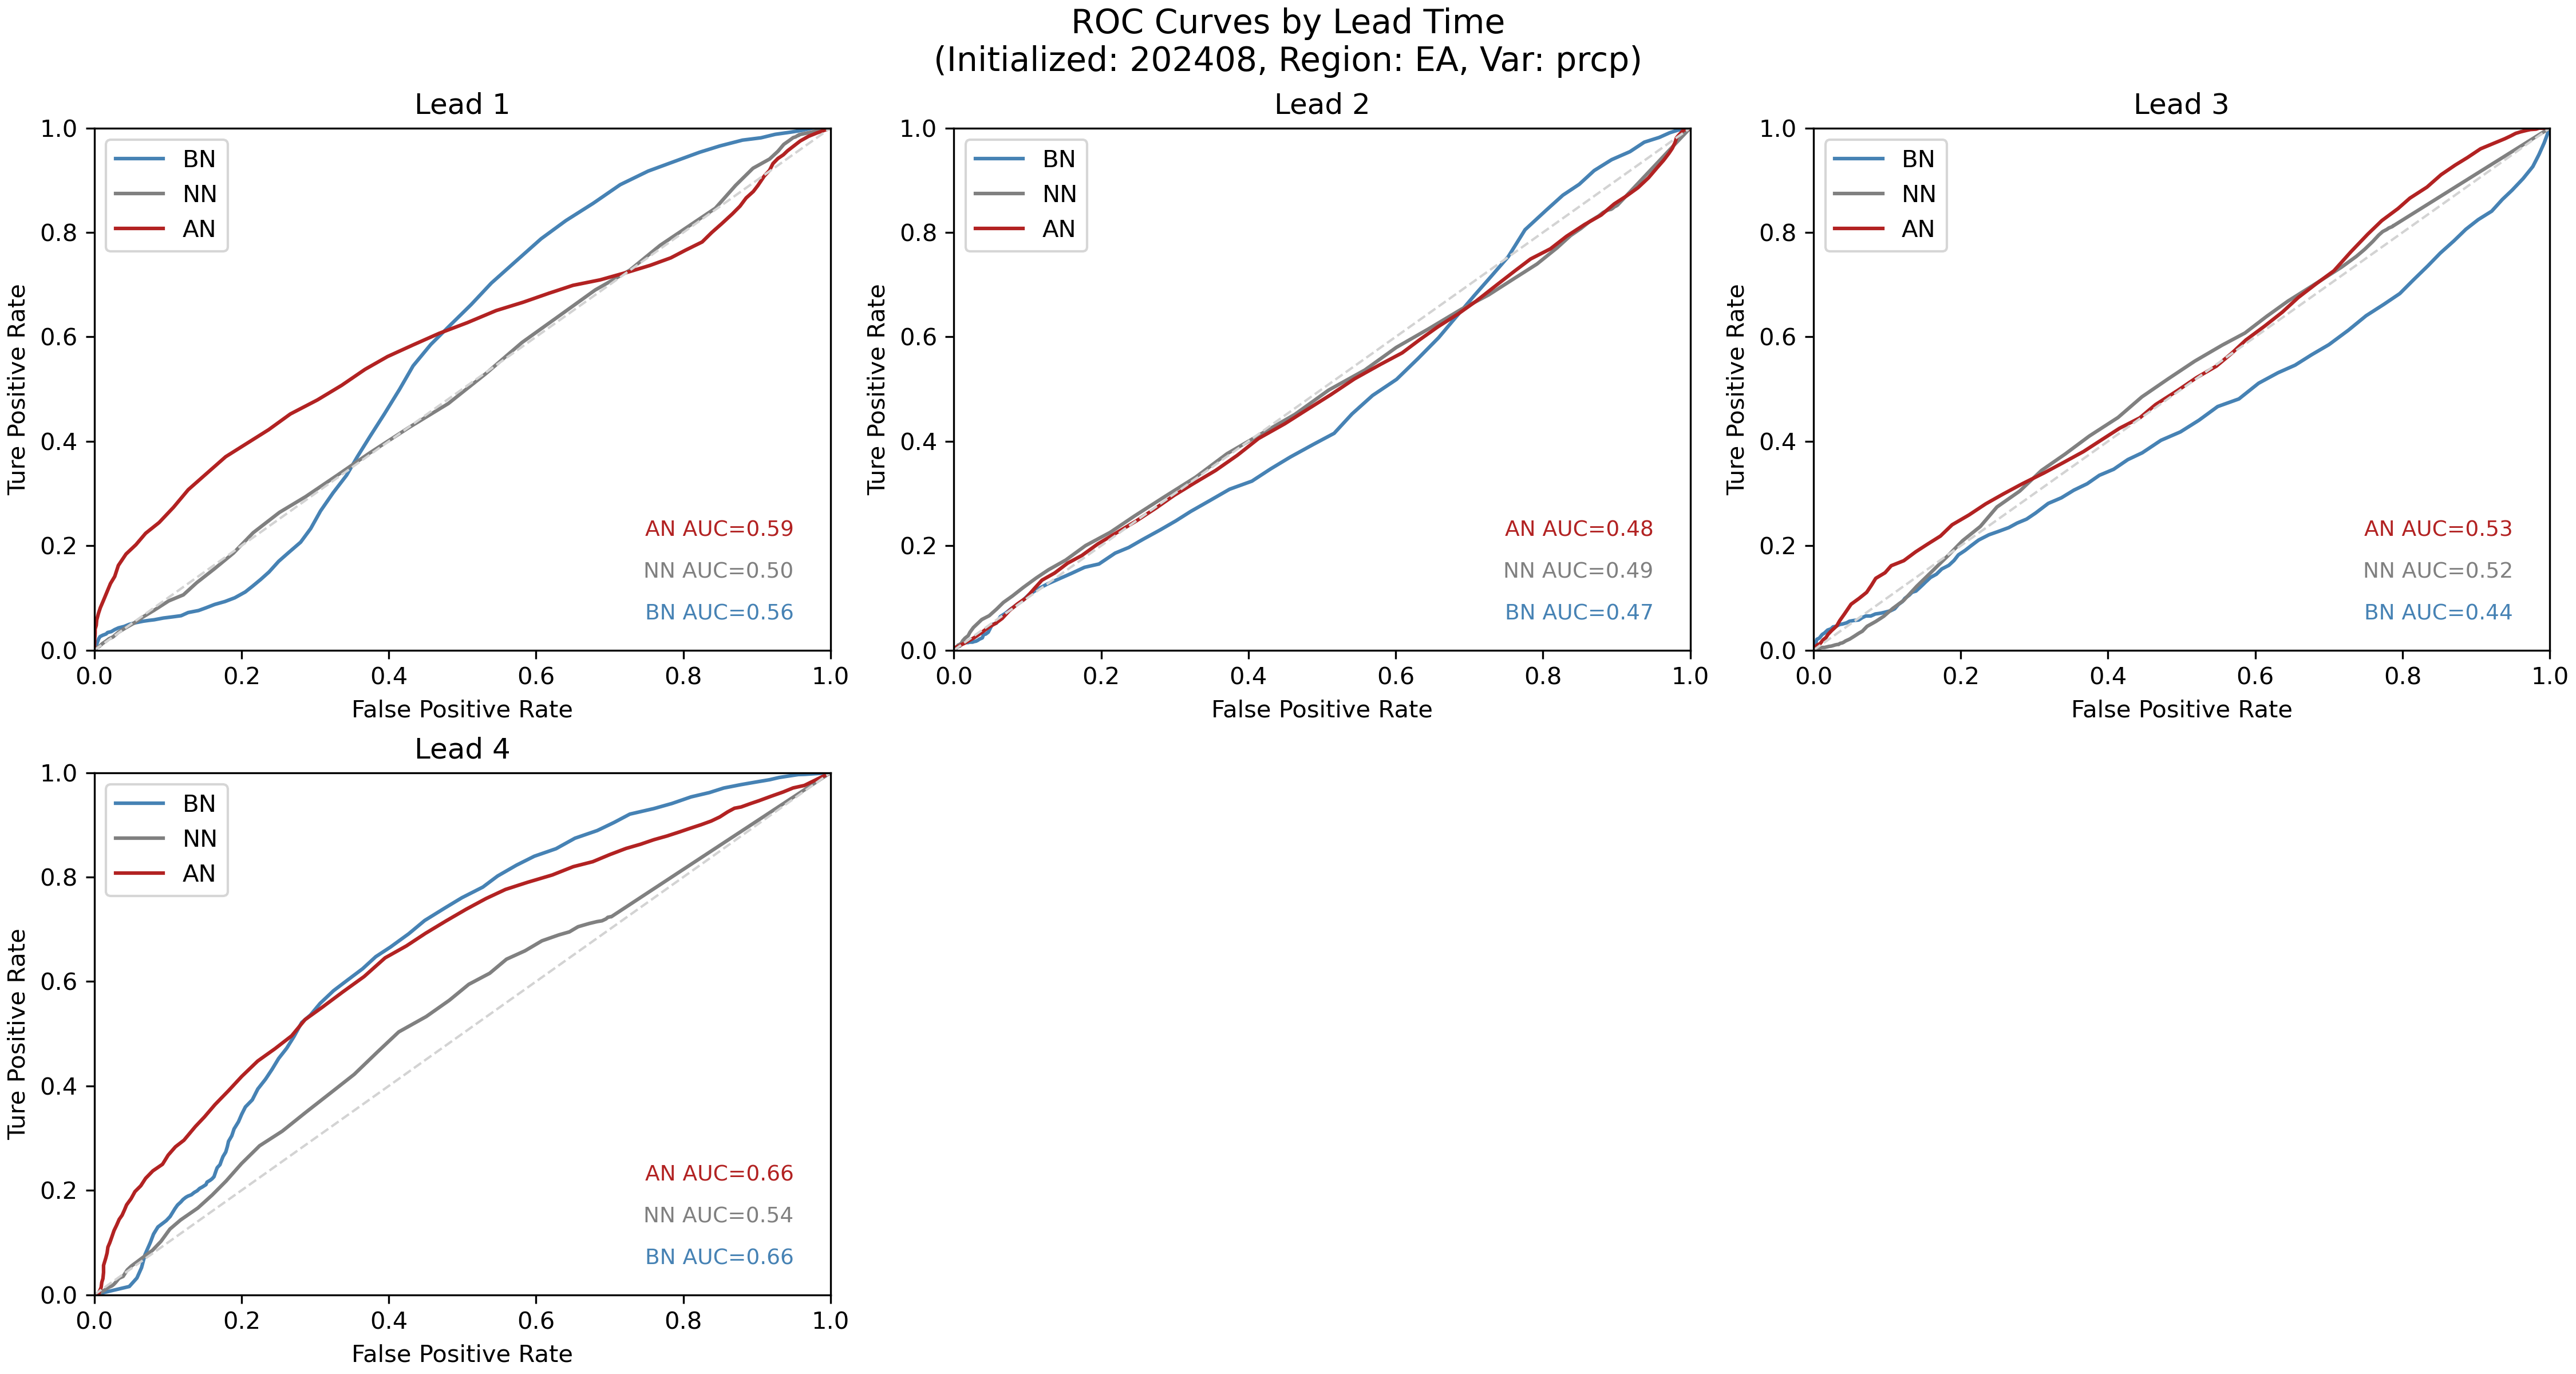 ROC Curves by Lead Time
(Initialized: 202408, Region: EA, Var: prcp)
Lead 1
1.0
0.8
0.6
0.4
0.2
0.0
Ture Positive Rate
BN
NN
AN
AN AUC=0.59
NN AUC=0.50
BN AUC=0.56
0.0 0.2 0.4 0.6 0.8 1.0
False Positive Rate
Lead 2
1.0
0.8
0.6
0.4
0.2
0.0
Ture Positive Rate
BN
NN
AN
AN AUC=0.48
NN AUC=0.49
BN AUC=0.47
0.0 0.2 0.4 0.6 0.8 1.0
False Positive Rate
Lead 3
1.0
0.8
0.6
0.4
0.2
0.0
Ture Positive Rate
BN
NN
AN
AN AUC=0.53
NN AUC=0.52
BN AUC=0.44
0.0 0.2 0.4 0.6 0.8 1.0
False Positive Rate
Lead 4
1.0
0.8
0.6
0.4
0.2
0.0
Ture Positive Rate
BN
NN
AN
AN AUC=0.66
NN AUC=0.54
BN AUC=0.66
0.0 0.2 0.4 0.6 0.8 1.0
False Positive Rate